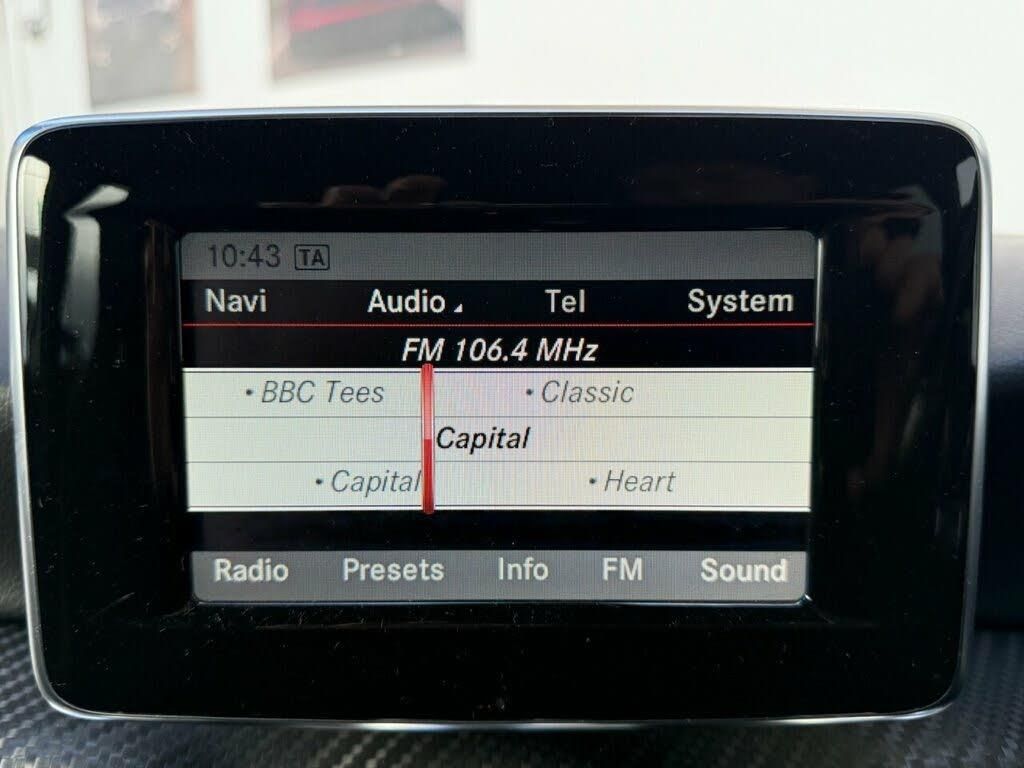 10:43 TA
Navi Audio Tel System
FM 106.4 MHz
• BBC Tees • Classic
Capital
• Capital • Heart
Radio Presets Info FM Sound